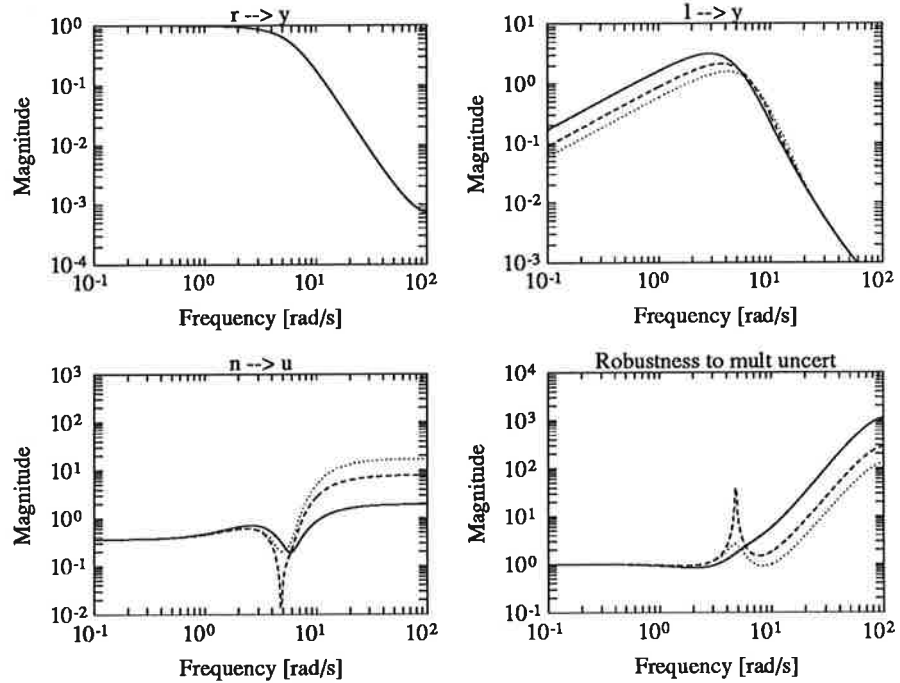 r --> y
10^0
10^-1
10^-2
10^-3
10^-4
Magnitude
10^-1 10^0 10^1 10^2
Frequency [rad/s]
l --> y
10^1
10^0
10^-1
10^-2
10^-3
Magnitude
10^-1 10^0 10^1 10^2
Frequency [rad/s]
n --> u
10^3
10^2
10^1
10^0
10^-1
10^-2
Magnitude
10^-1 10^0 10^1 10^2
Frequency [rad/s]
Robustness to mult uncert
10^4
10^3
10^2
10^1
10^0
10^-1
Magnitude
10^-1 10^0 10^1 10^2
Frequency [rad/s]